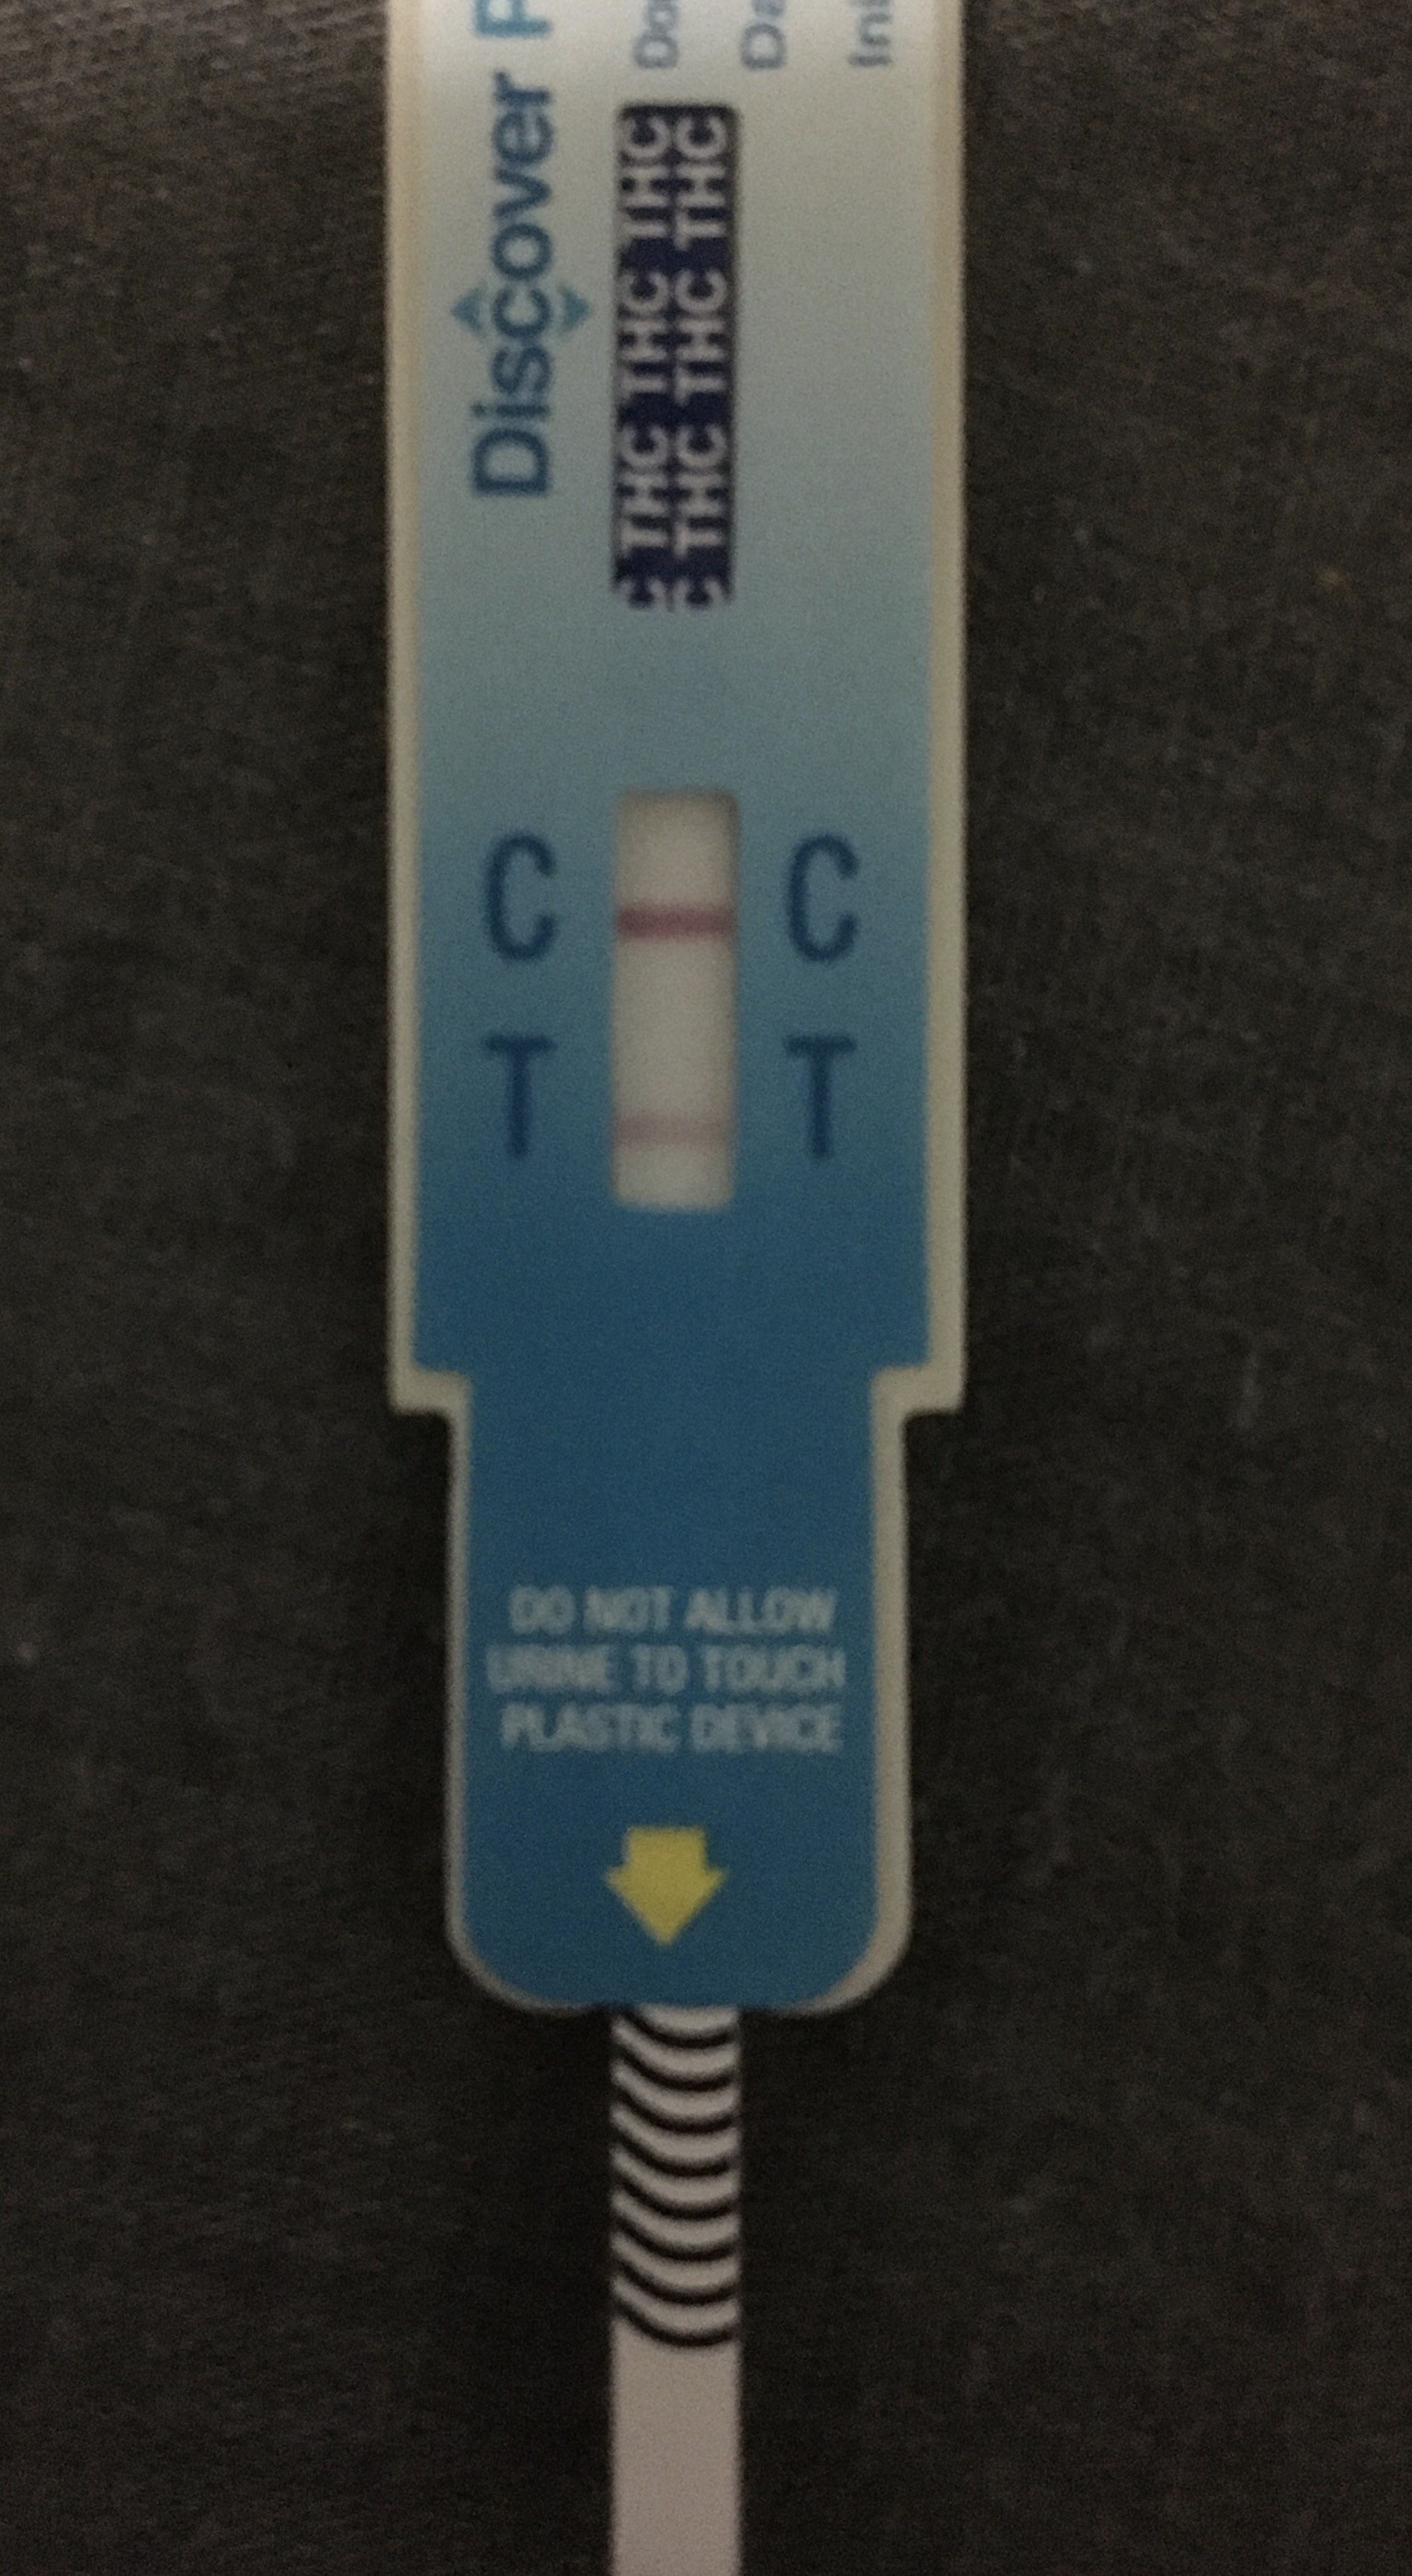 Discover
THC THC THC
THC THC THC
C C
T T
DO NOT ALLOW
URINE TO TOUCH
PLASTIC DEVICE